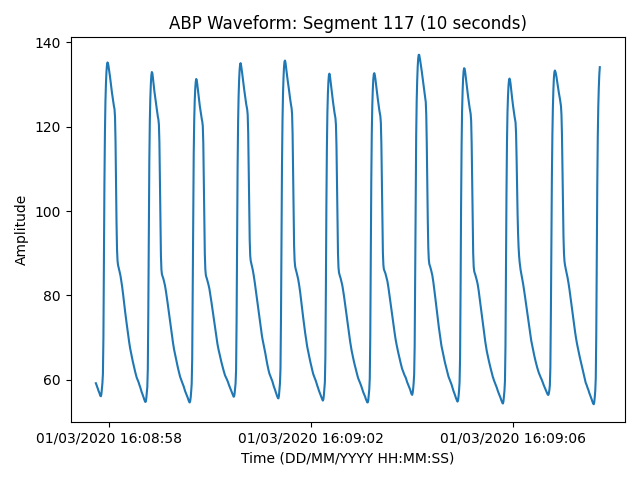 ABP Waveform: Segment 117 (10 seconds)
140
120
100
80
60
Amplitude
01/03/2020 16:08:58
01/03/2020 16:09:02
01/03/2020 16:09:06
Time (DD/MM/YYYY HH:MM:SS)